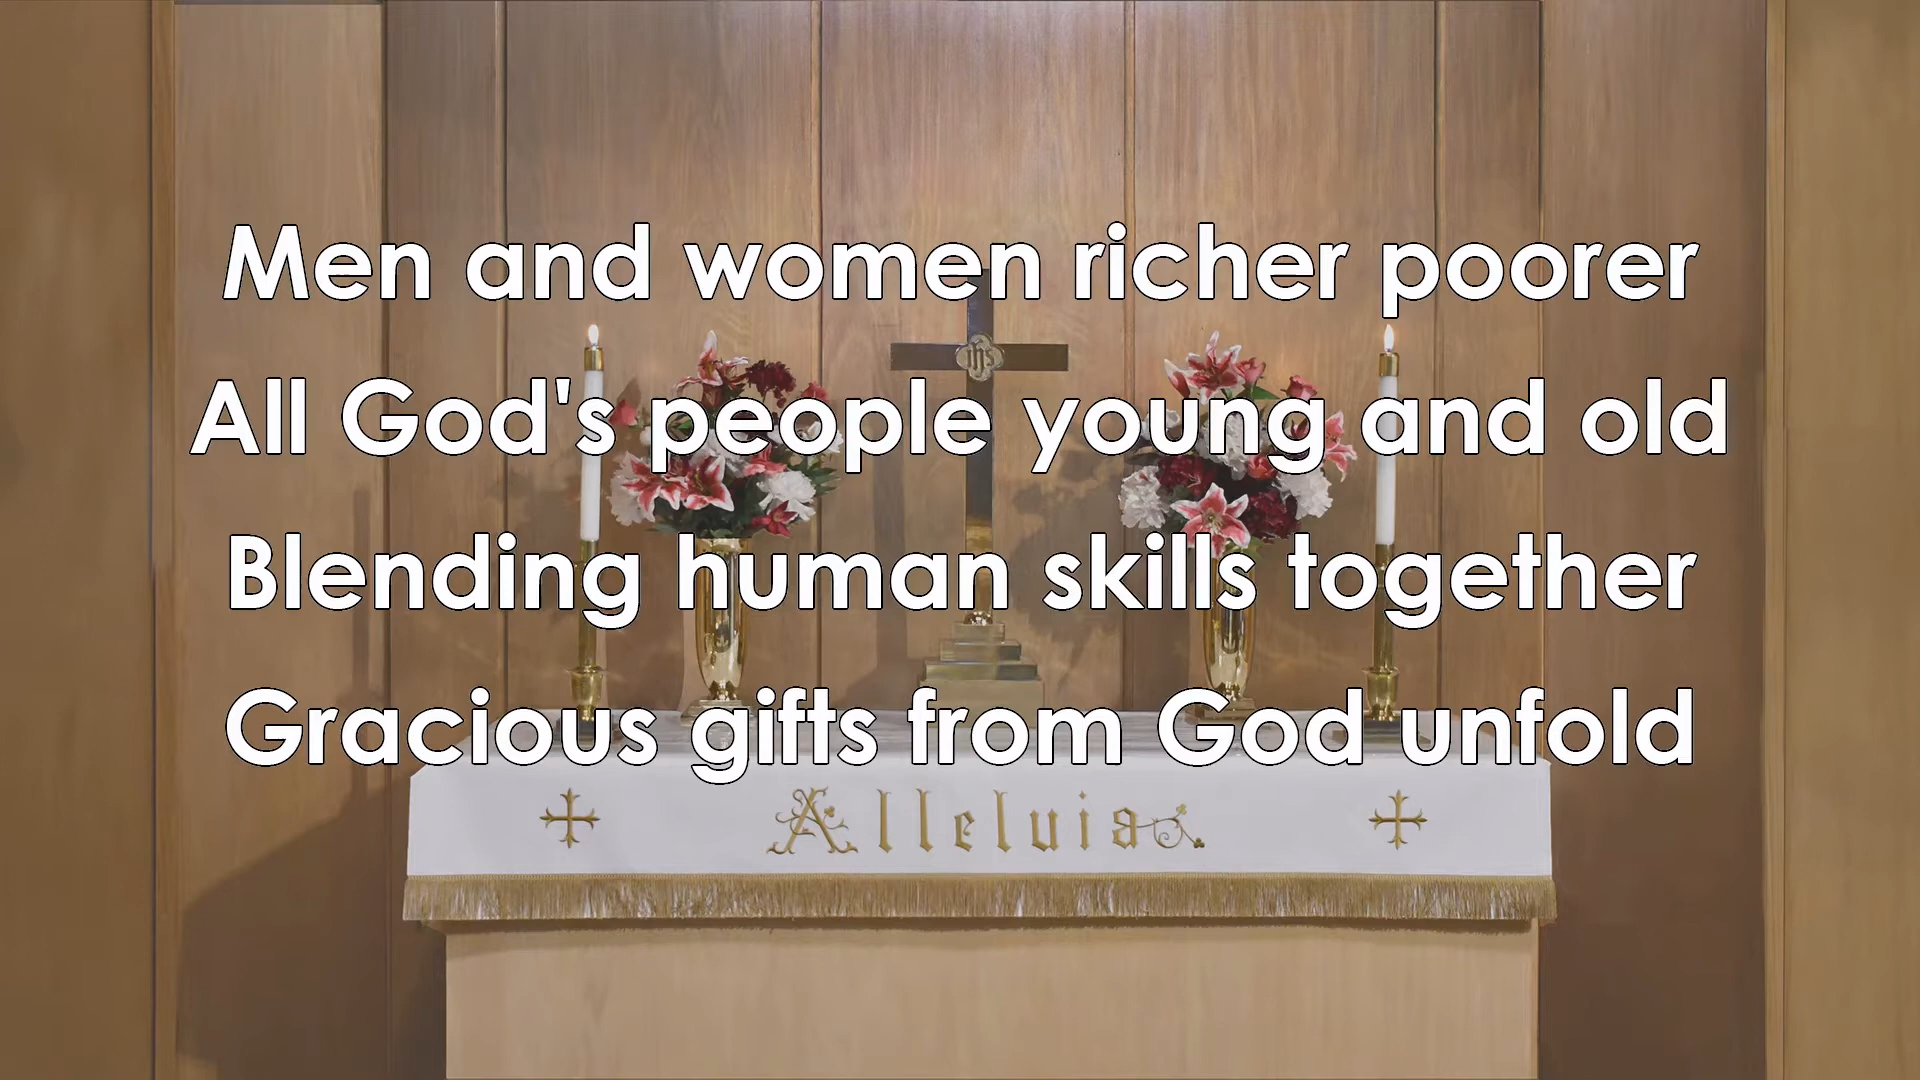 Men and women richer poorer
ihs
All God's people young and old
Blending human skills together
Gracious gifts from God unfold
Alleluia